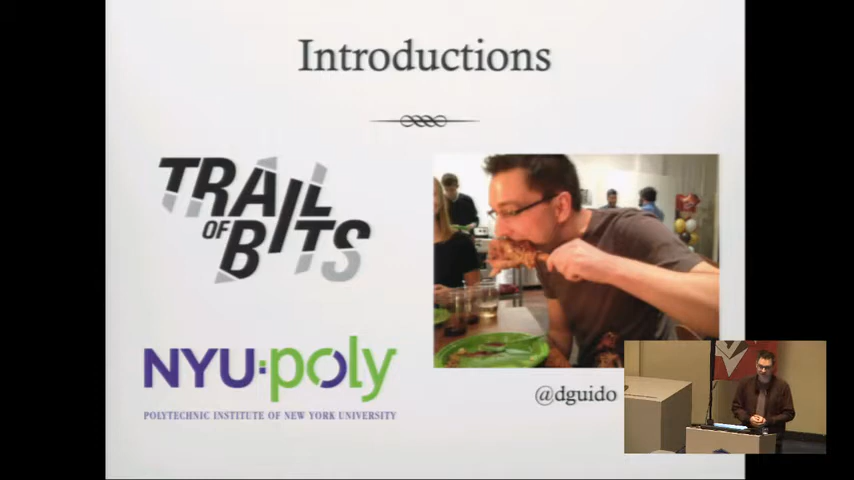 Introductions
TRAIL
OF
BITS
NYU:poly
POLYTECHNIC INSTITUTE OF NEW YORK UNIVERSITY
@dguido